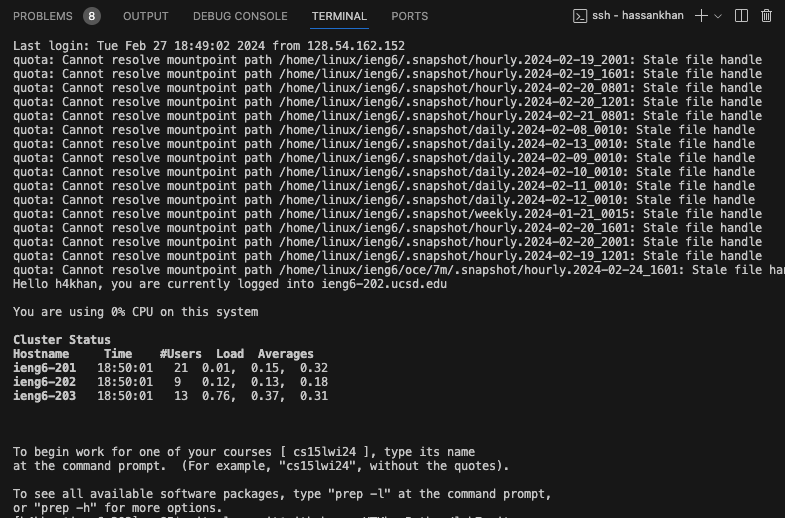 PROBLEMS 8 OUTPUT DEBUG CONSOLE TERMINAL PORTS ssh - hassankhan
Last login: Tue Feb 27 18:49:02 2024 from 128.54.162.152
quota: Cannot resolve mountpoint path /home/linux/ieng6/.snapshot/hourly.2024-02-19_2001: Stale file handle
quota: Cannot resolve mountpoint path /home/linux/ieng6/.snapshot/hourly.2024-02-19_1601: Stale file handle
quota: Cannot resolve mountpoint path /home/linux/ieng6/.snapshot/hourly.2024-02-20_0801: Stale file handle
quota: Cannot resolve mountpoint path /home/linux/ieng6/.snapshot/hourly.2024-02-20_1201: Stale file handle
quota: Cannot resolve mountpoint path /home/linux/ieng6/.snapshot/hourly.2024-02-21_0801: Stale file handle
quota: Cannot resolve mountpoint path /home/linux/ieng6/.snapshot/daily.2024-02-08_0010: Stale file handle
quota: Cannot resolve mountpoint path /home/linux/ieng6/.snapshot/daily.2024-02-13_0010: Stale file handle
quota: Cannot resolve mountpoint path /home/linux/ieng6/.snapshot/daily.2024-02-09_0010: Stale file handle
quota: Cannot resolve mountpoint path /home/linux/ieng6/.snapshot/daily.2024-02-10_0010: Stale file handle
quota: Cannot resolve mountpoint path /home/linux/ieng6/.snapshot/daily.2024-02-11_0010: Stale file handle
quota: Cannot resolve mountpoint path /home/linux/ieng6/.snapshot/daily.2024-02-12_0010: Stale file handle
quota: Cannot resolve mountpoint path /home/linux/ieng6/.snapshot/weekly.2024-01-21_0015: Stale file handle
quota: Cannot resolve mountpoint path /home/linux/ieng6/.snapshot/hourly.2024-02-20_1601: Stale file handle
quota: Cannot resolve mountpoint path /home/linux/ieng6/.snapshot/hourly.2024-02-20_2001: Stale file handle
quota: Cannot resolve mountpoint path /home/linux/ieng6/.snapshot/hourly.2024-02-19_1201: Stale file handle
quota: Cannot resolve mountpoint path /home/linux/ieng6/oce/7m/.snapshot/hourly.2024-02-24_1601: Stale file ha
Hello h4khan, you are currently logged into ieng6-202.ucsd.edu
You are using 0% CPU on this system
Cluster Status
Hostname Time #Users Load Averages
ieng6-201 18:50:01 21 0.01, 0.15, 0.32
ieng6-202 18:50:01 9 0.12, 0.13, 0.18
ieng6-203 18:50:01 13 0.76, 0.37, 0.31
To begin work for one of your courses [ cs15lwi24 ], type its name
at the command prompt. (For example, "cs15lwi24", without the quotes).
To see all available software packages, type "prep -l" at the command prompt,
or "prep -h" for more options.